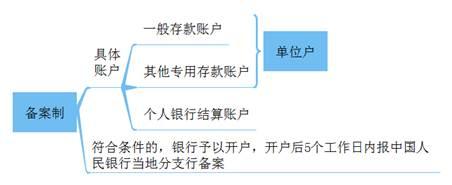 备案制
具体
账户
一般存款账户
其他专用存款账户
单位户
个人银行结算账户
符合条件的，银行予以开户，开户后5个工作日内报中国人
民银行当地分支行备案